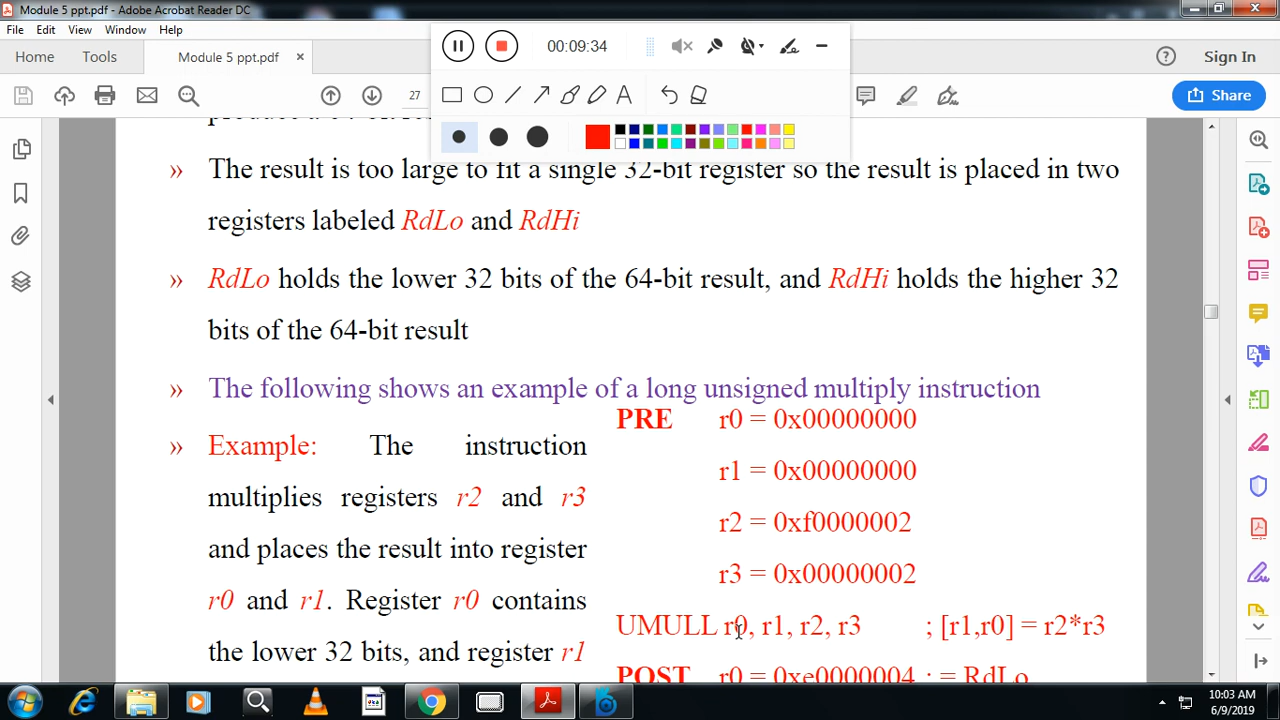 Module 5 ppt.pdf - Adobe Acrobat Reader DC
File Edit View Window Help
00:09:34
Home Tools Module 5 ppt.pdf × Sign In
27
Share
» The result is too large to fit a single 32-bit register so the result is placed in two
registers labeled RdLo and RdHi
» RdLo holds the lower 32 bits of the 64-bit result, and RdHi holds the higher 32
bits of the 64-bit result
» The following shows an example of a long unsigned multiply instruction
» Example: The instruction
multiplies registers r2 and r3
and places the result into register
r0 and r1. Register r0 contains
the lower 32 bits, and register r1
PRE r0 = 0x00000000
r1 = 0x00000000
r2 = 0xf0000002
r3 = 0x00000002
UMULL r0, r1, r2, r3 ; [r1,r0] = r2*r3
POST r0 = 0xe0000004 ; = RdLo
10:03 AM
6/9/2019